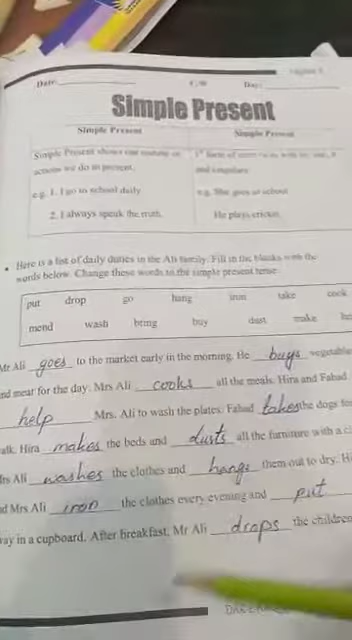 Date:
C.W
Day:
Simple Present
Simple Present
Simple Present
Simple Present shows our routine or
actions we do in present.
and singulars
e.g. 1. I go to school daily
e.g. She goes to school
2. I always speak the truth.
He plays cricket.
• Here is a list of daily duties in the Ali family. Fill in the blanks with the
words below. Change these words to the simple present tense
put drop go hang iron take cook
mend wash bring buy dust make
Mr Ali goes to the market early in the morning. He buys vegetable
and meat for the day. Mrs Ali cooks all the meals. Hira and Fahad
help Mrs. Ali to wash the plates. Fahad takes the dogs for
alk. Hira makes the beds and dusts all the furniture with a
Mrs Ali washes the clothes and hangs them out to dry.
d Mrs Ali iron the clothes every evening and put
ay in a cupboard. After breakfast, Mr Ali drops the children